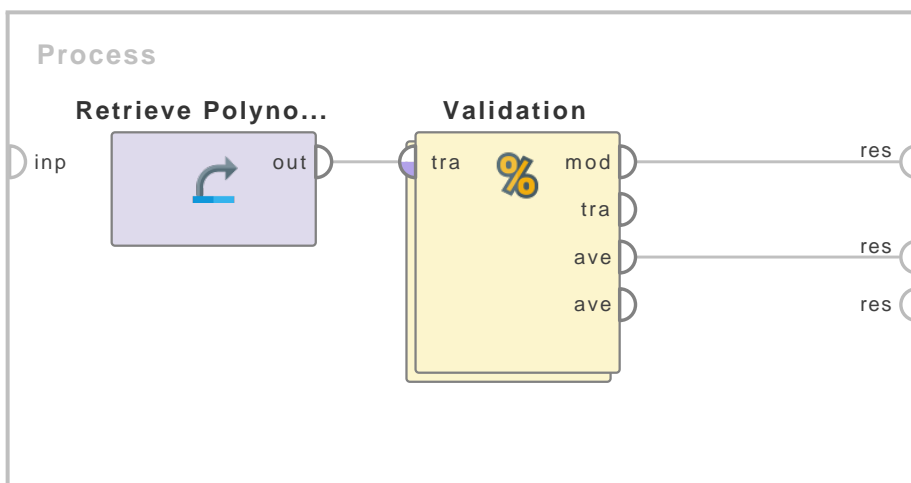 Process
Retrieve Polyno...
Validation
inp
out
tra
mod
tra
ave
ave
res
res
res